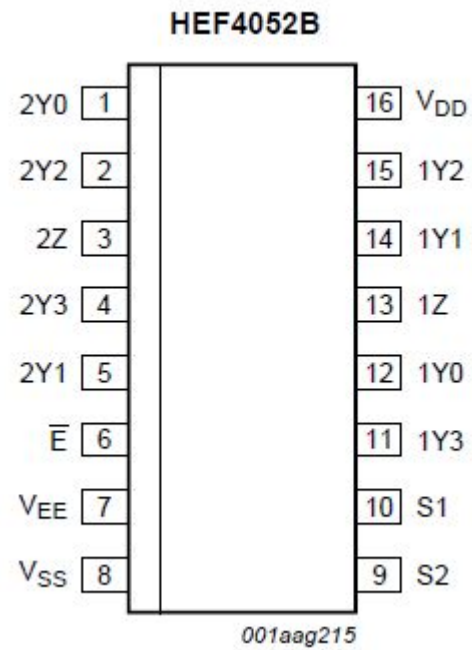 HEF4052B
2Y0 1 16 VDD
2Y2 2 15 1Y2
2Z 3 14 1Y1
2Y3 4 13 1Z
2Y1 5 12 1Y0
E̅ 6 11 1Y3
VEE 7 10 S1
VSS 8 9 S2
001aag215